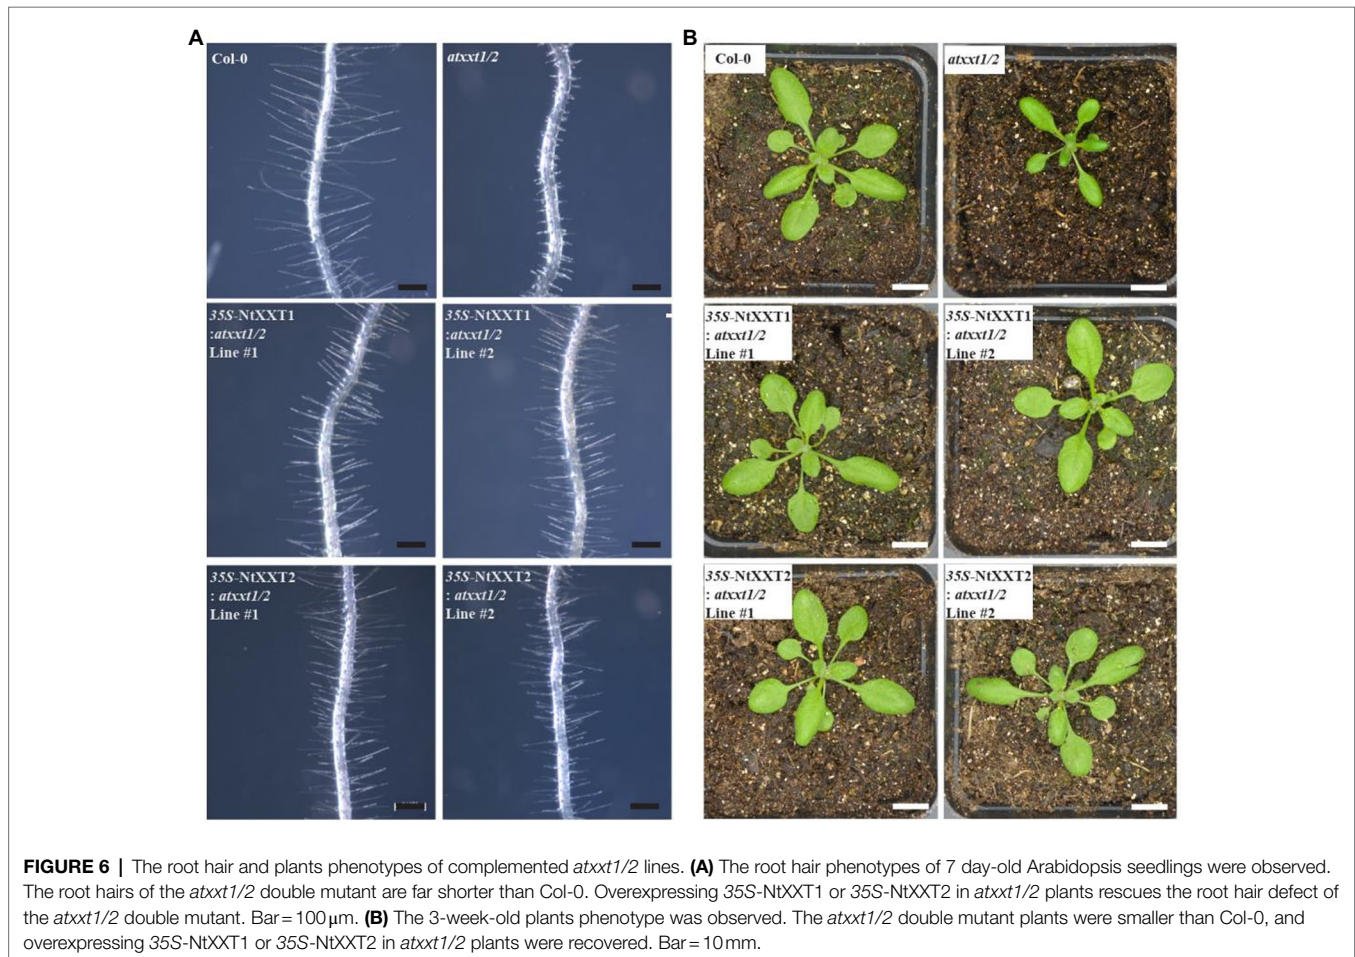 A
B
Col-0
atxxt1/2
Col-0
atxxt1/2
35S-NtXXT1
:atxxt1/2
Line #1
35S-NtXXT1
:atxxt1/2
Line #2
35S-NtXXT1
: atxxt1/2
Line #1
35S-NtXXT1
: atxxt1/2
Line #2
35S-NtXXT2
: atxxt1/2
Line #1
35S-NtXXT2
: atxxt1/2
Line #2
35S-NtXXT2
: atxxt1/2
Line #1
35S-NtXXT2
: atxxt1/2
Line #2
FIGURE 6 | The root hair and plants phenotypes of complemented atxxt1/2 lines. (A) The root hair phenotypes of 7 day-old Arabidopsis seedlings were observed.
The root hairs of the atxxt1/2 double mutant are far shorter than Col-0. Overexpressing 35S-NtXXT1 or 35S-NtXXT2 in atxxt1/2 plants rescues the root hair defect of
the atxxt1/2 double mutant. Bar = 100 μm. (B) The 3-week-old plants phenotype was observed. The atxxt1/2 double mutant plants were smaller than Col-0, and
overexpressing 35S-NtXXT1 or 35S-NtXXT2 in atxxt1/2 plants were recovered. Bar = 10 mm.